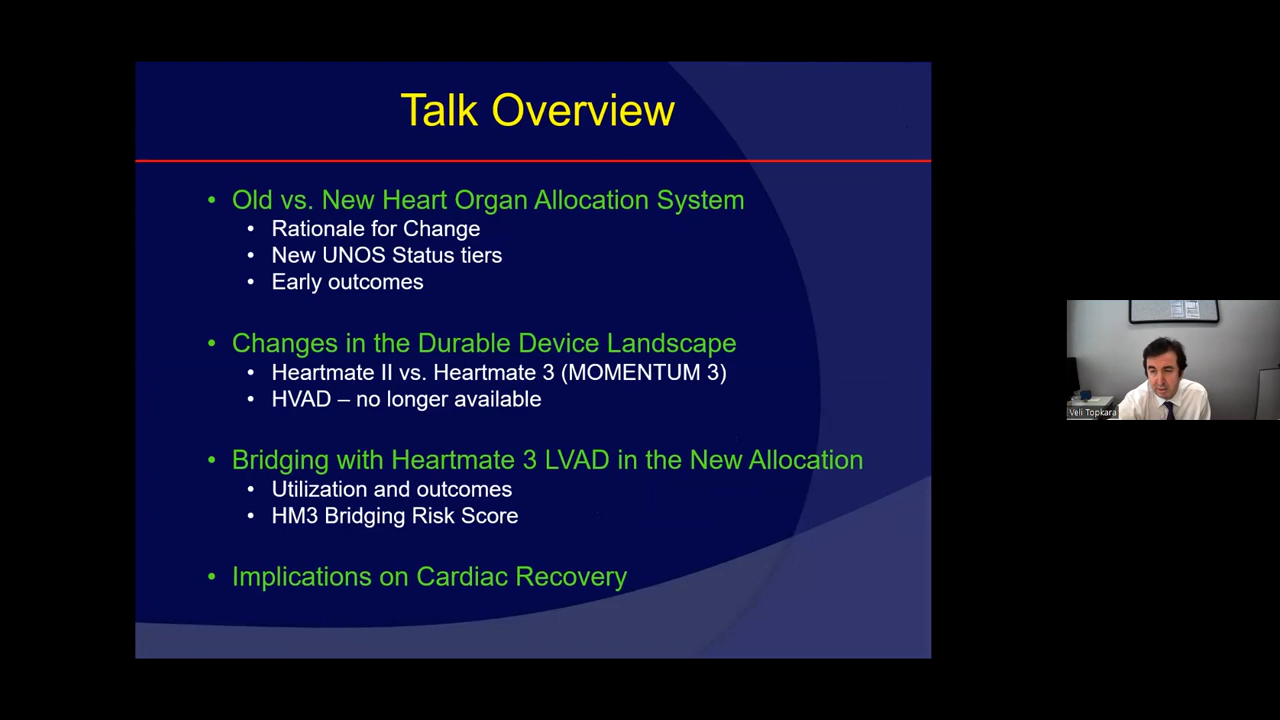 Talk Overview
• Old vs. New Heart Organ Allocation System
• Rationale for Change
• New UNOS Status tiers
• Early outcomes
• Changes in the Durable Device Landscape
• Heartmate II vs. Heartmate 3 (MOMENTUM 3)
• HVAD – no longer available
• Bridging with Heartmate 3 LVAD in the New Allocation
• Utilization and outcomes
• HM3 Bridging Risk Score
• Implications on Cardiac Recovery
Veli Topkara